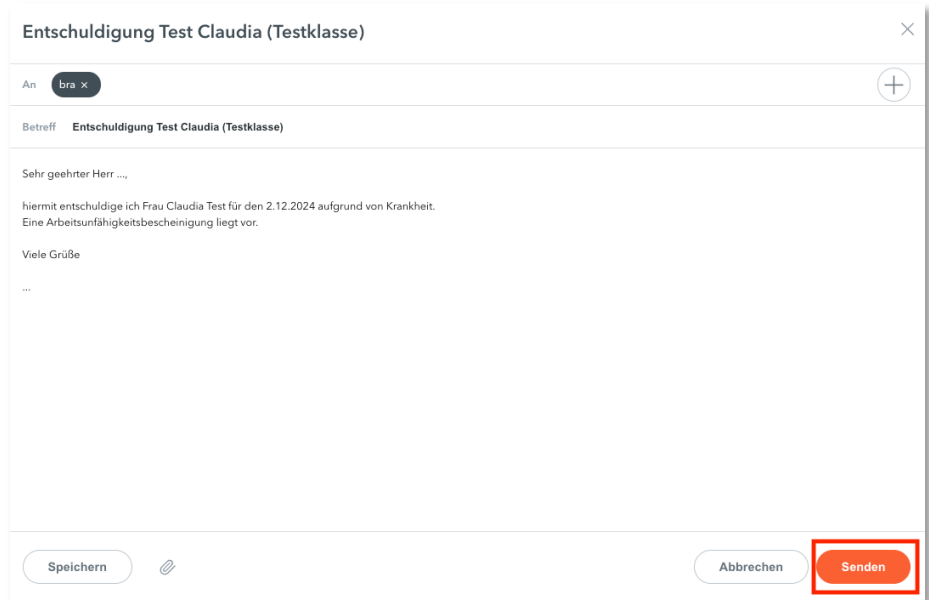 Entschuldigung Test Claudia (Testklasse)
An bra ×
Betreff Entschuldigung Test Claudia (Testklasse)
Sehr geehrter Herr ...,
hiermit entschuldige ich Frau Claudia Test für den 2.12.2024 aufgrund von Krankheit.
Eine Arbeitsunfähigkeitsbescheinigung liegt vor.
Viele Grüße
...
Speichern Abbrechen Senden